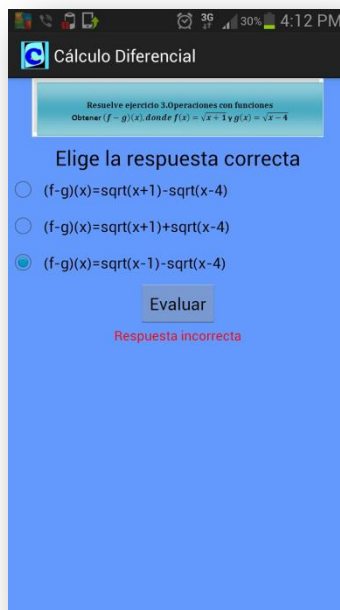 3G 30% 4:12 PM
C Cálculo Diferencial
Resuelve ejercicio 3.Operaciones con funciones
Obtener (f − g)(x), donde f(x) = √x + 1 y g(x) = √x − 4
Elige la respuesta correcta
(f-g)(x)=sqrt(x+1)-sqrt(x-4)
(f-g)(x)=sqrt(x+1)+sqrt(x-4)
(f-g)(x)=sqrt(x-1)-sqrt(x-4)
Evaluar
Respuesta incorrecta